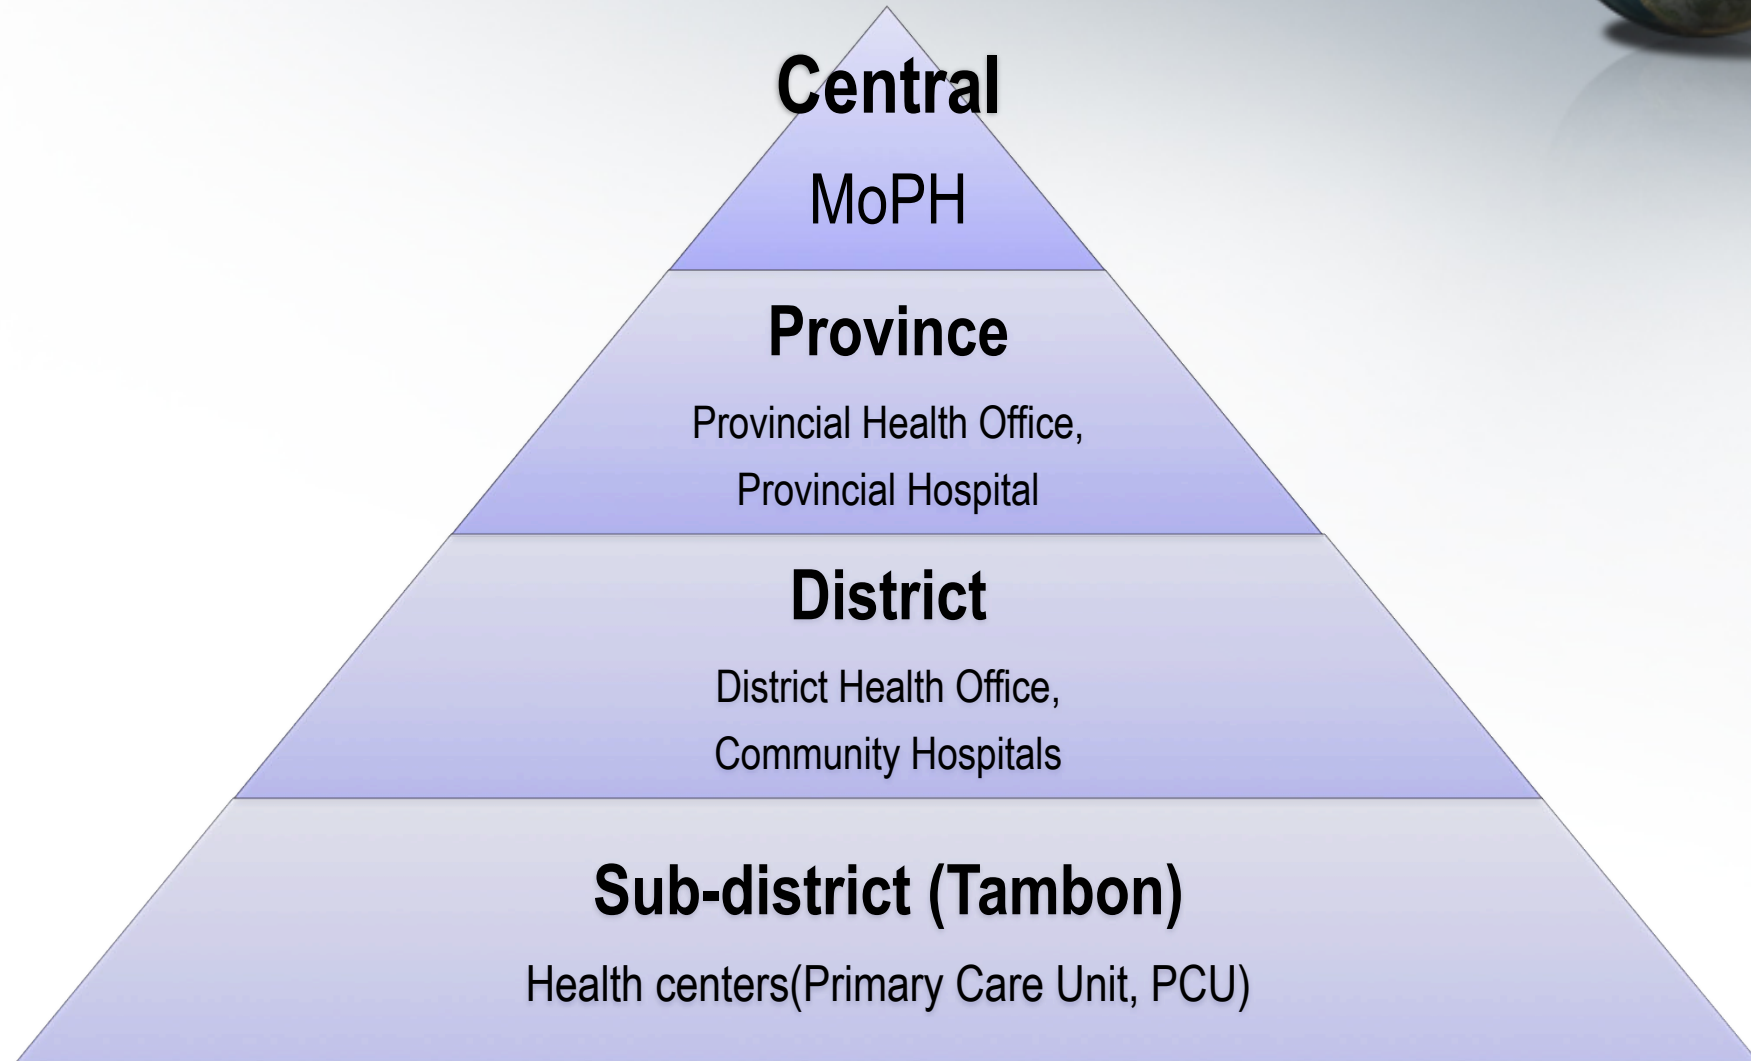 Central
MoPH
Province
Provincial Health Office,
Provincial Hospital
District
District Health Office,
Community Hospitals
Sub-district (Tambon)
Health centers(Primary Care Unit, PCU)